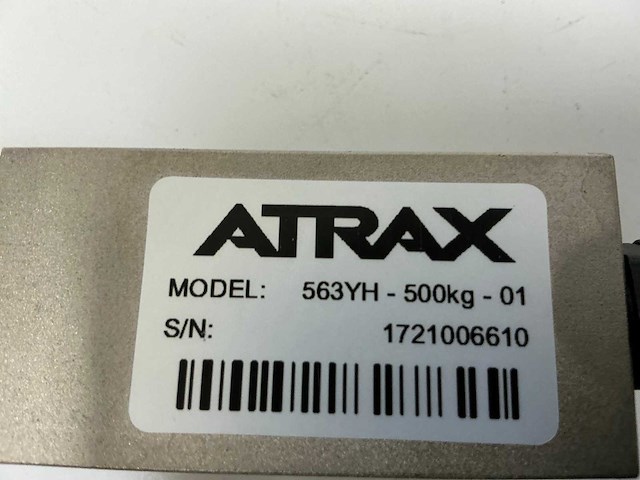 ATRAX
MODEL: 563YH - 500kg - 01
S/N: 1721006610